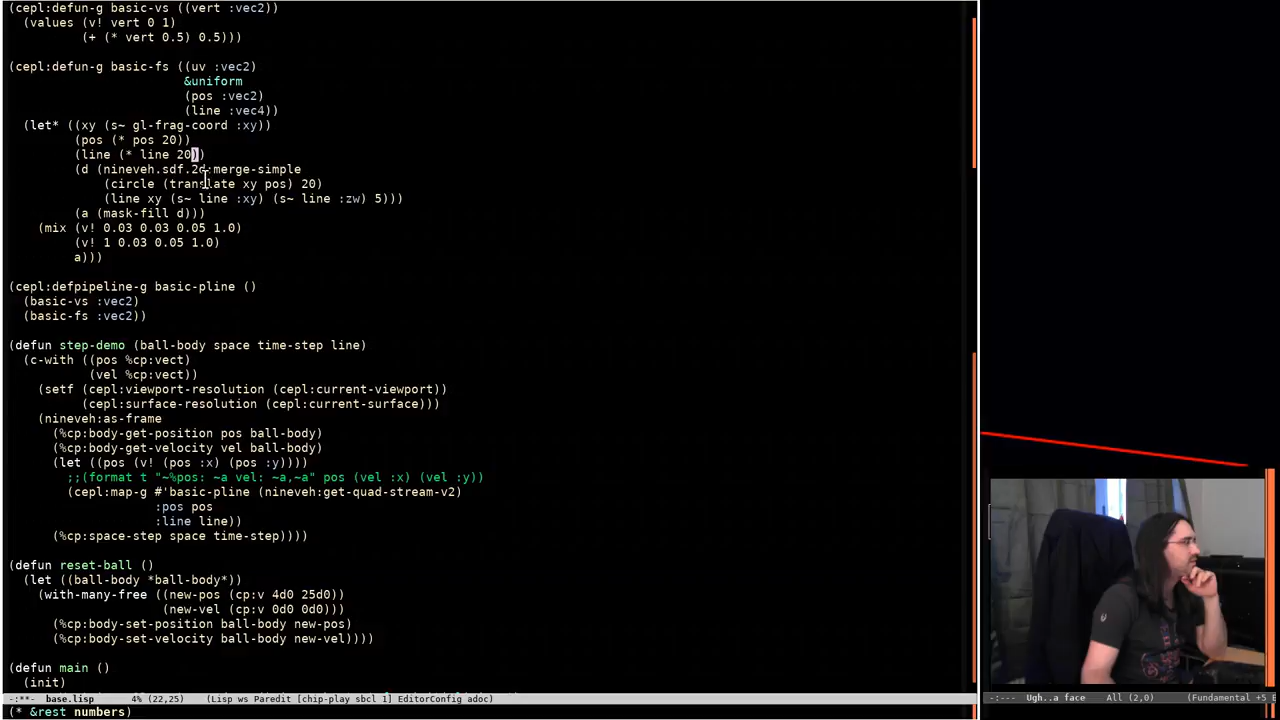 (cepl:defun-g basic-vs ((vert :vec2))
  (values (v! vert 0 1)
          (+ (* vert 0.5) 0.5)))

(cepl:defun-g basic-fs ((uv :vec2)
                        &uniform
                        (pos :vec2)
                        (line :vec4))
  (let* ((xy (s~ gl-frag-coord :xy))
         (pos (* pos 20))
         (line (* line 20))
         (d (nineveh.sdf.2d:merge-simple
             (circle (translate xy pos) 20)
             (line xy (s~ line :xy) (s~ line :zw) 5)))
         (a (mask-fill d)))
    (mix (v! 0.03 0.03 0.05 1.0)
         (v! 1 0.03 0.05 1.0)
         a)))

(cepl:defpipeline-g basic-pline ()
  (basic-vs :vec2)
  (basic-fs :vec2))

(defun step-demo (ball-body space time-step line)
  (c-with ((pos %cp:vect)
           (vel %cp:vect))
    (setf (cepl:viewport-resolution (cepl:current-viewport))
          (cepl:surface-resolution (cepl:current-surface)))
    (nineveh:as-frame
      (%cp:body-get-position pos ball-body)
      (%cp:body-get-velocity vel ball-body)
      (let ((pos (v! (pos :x) (pos :y))))
        ;;(format t "~%pos: ~a vel: ~a,~a" pos (vel :x) (vel :y))
        (cepl:map-g #'basic-pline (nineveh:get-quad-stream-v2)
                    :pos pos
                    :line line))
      (%cp:space-step space time-step))))

(defun reset-ball ()
  (let ((ball-body *ball-body*))
    (with-many-free ((new-pos (cp:v 4d0 25d0))
                     (new-vel (cp:v 0d0 0d0)))
      (%cp:body-set-position ball-body new-pos)
      (%cp:body-set-velocity ball-body new-vel))))

(defun main ()
  (init)
-:**-  base.lisp      4% (22,25)     (Lisp ws Paredit [chip-play sbcl 1] EditorConfig adoc)
-:---  Ugh..a face    All (2,0)      (Fundamental +5
(* &rest numbers)